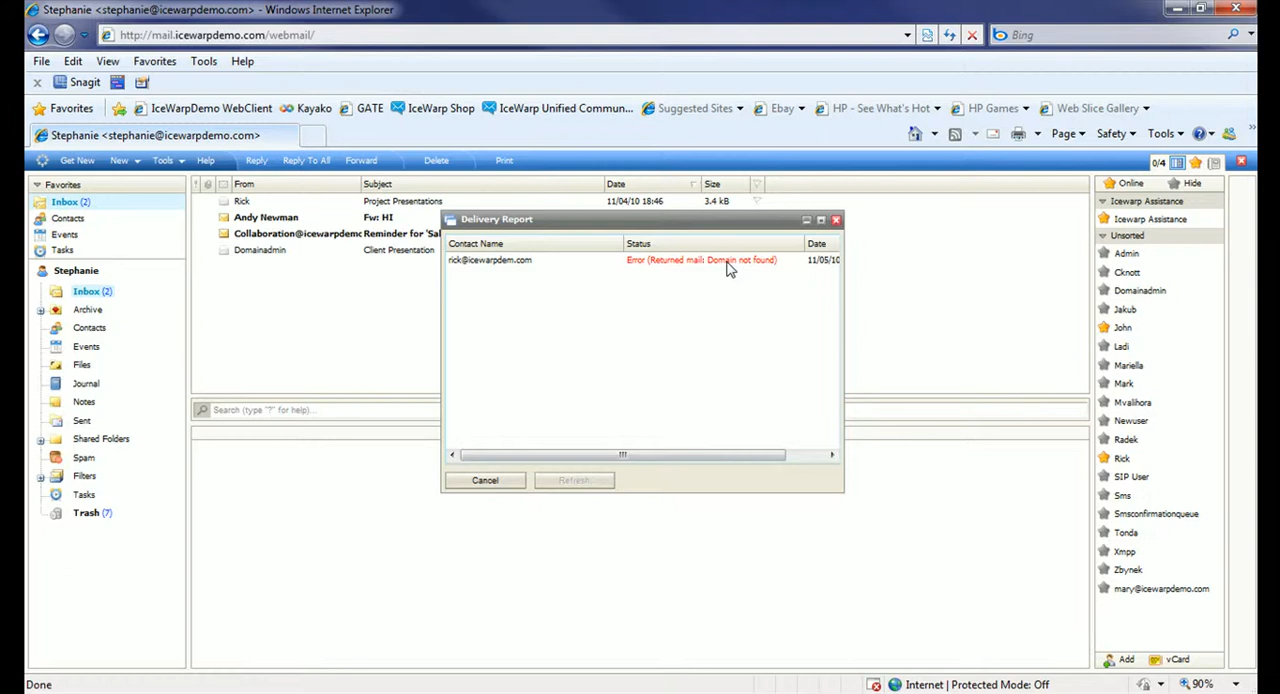 Stephanie <stephanie@icewarpdemo.com> - Windows Internet Explorer
http://mail.icewarpdemo.com/webmail/
Bing
File Edit View Favorites Tools Help
Snagit
Favorites IceWarpDemo WebClient Kayako GATE IceWarp Shop IceWarp Unified Commun... Suggested Sites Ebay HP - See What's Hot HP Games Web Slice Gallery
Stephanie <stephanie@icewarpdemo.com>
Page Safety Tools
Get New New Tools Help Reply Reply To All Forward Delete Print 0/4
Favorites From Subject Date Size Online Hide
Inbox (2) Rick Project Presentations 11/04/10 18:46 3.4 kB Icewarp Assistance
Contacts Andy Newman Fw: HI Delivery Report Icewarp Assistance
Events Collaboration@icewarpdemc Reminder for 'Sal Contact Name Status Date Unsorted
Tasks Domainadmin Client Presentation rick@icewarpdem.com Error (Returned mail: Domain not found) 11/05/10 Admin
Stephanie Cknott
Inbox (2) Domainadmin
Archive Jakub
Contacts John
Events Ladi
Files Mariella
Journal Mark
Notes Search (type "?" for help)... Mvalihora
Sent Newuser
Shared Folders Radek
Spam Rick
Filters Cancel Refresh SIP User
Tasks Sms
Trash (7) Smsconfirmationqueue
Tonda
Xmpp
Zbynek
mary@icewarpdemo.com
Add vCard
Done Internet | Protected Mode: Off 90%